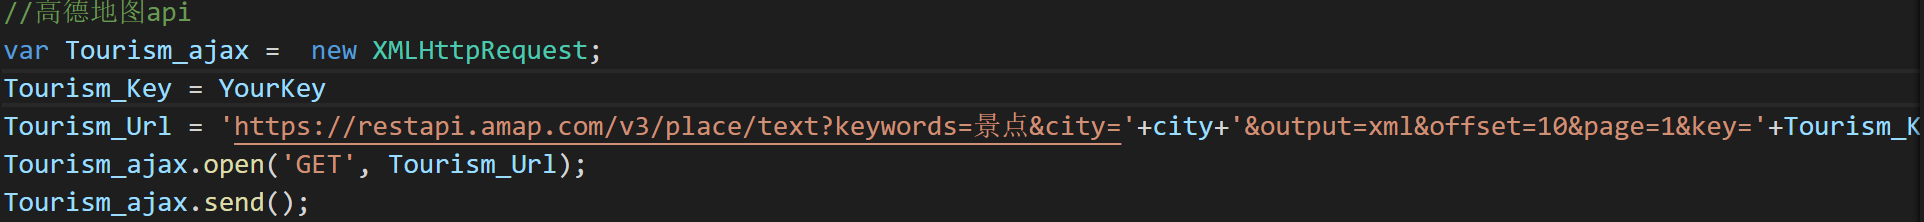 //高德地图api
var Tourism_ajax =  new XMLHttpRequest;
Tourism_Key = YourKey
Tourism_Url = 'https://restapi.amap.com/v3/place/text?keywords=景点&city='+city+'&output=xml&offset=10&page=1&key='+Tourism_K
Tourism_ajax.open('GET', Tourism_Url);
Tourism_ajax.send();